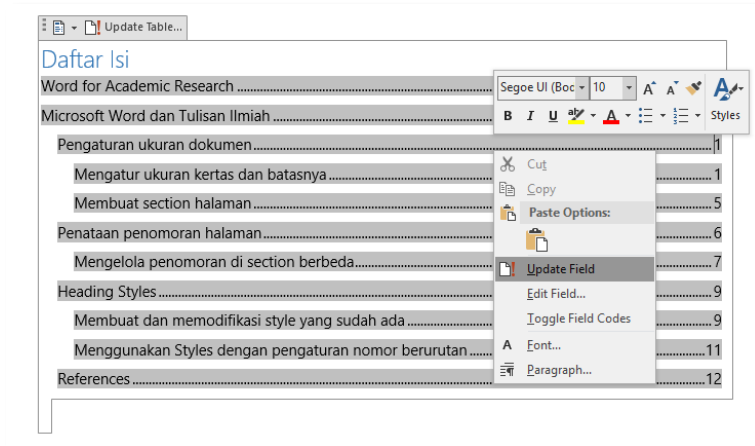 Update Table...
Daftar Isi
Word for Academic Research
Microsoft Word dan Tulisan Ilmiah
Pengaturan ukuran dokumen 1
Mengatur ukuran kertas dan batasnya 1
Membuat section halaman 5
Penataan penomoran halaman 6
Mengelola penomoran di section berbeda 7
Heading Styles 9
Membuat dan memodifikasi style yang sudah ada 9
Menggunakan Styles dengan pengaturan nomor berurutan 11
References 12
Segoe UI (Boc 10 A A A
B I U ab A Styles
Cut
Copy
Paste Options:
Update Field
Edit Field...
Toggle Field Codes
A Font...
Paragraph...